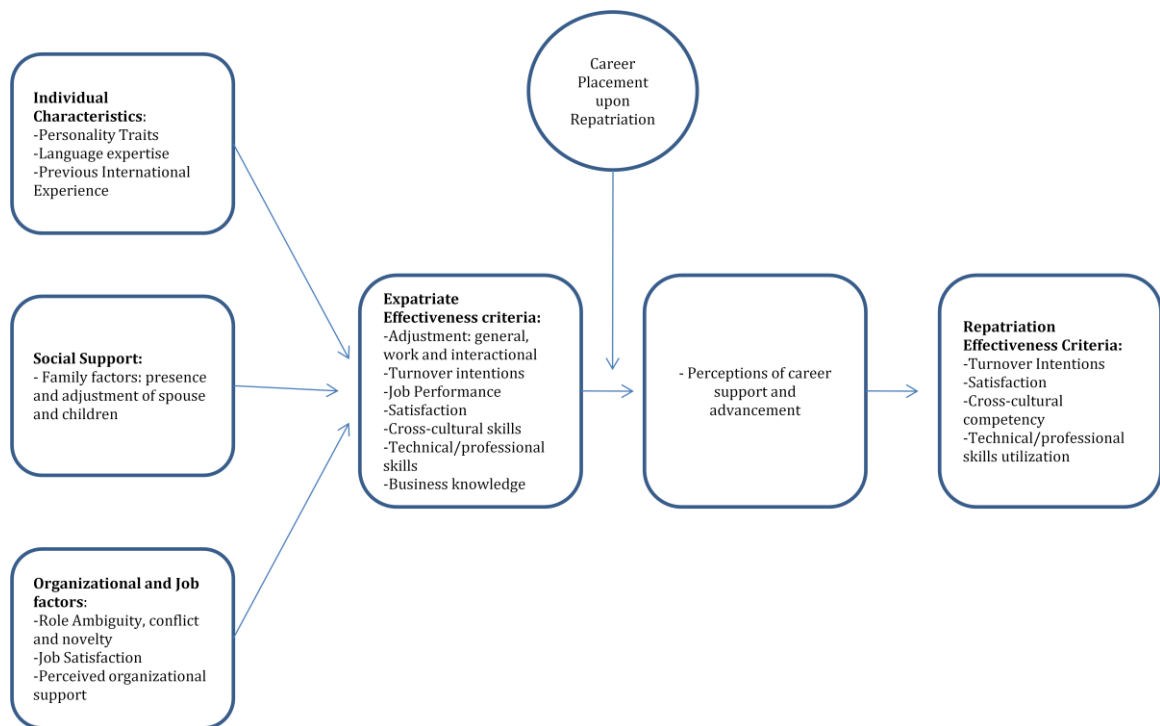 Career
Placement
upon
Repatriation
Individual
Characteristics:
-Personality Traits
-Language expertise
-Previous International
Experience
Social Support:
- Family factors: presence
and adjustment of spouse
and children
Organizational and Job
factors:
-Role Ambiguity, conflict
and novelty
-Job Satisfaction
-Perceived organizational
support
Expatriate
Effectiveness criteria:
-Adjustment: general,
work and interactional
-Turnover intentions
-Job Performance
-Satisfaction
-Cross-cultural skills
-Technical/professional
skills
-Business knowledge
- Perceptions of career
support and
advancement
Repatriation
Effectiveness Criteria:
-Turnover Intentions
-Satisfaction
-Cross-cultural
competency
-Technical/professional
skills utilization